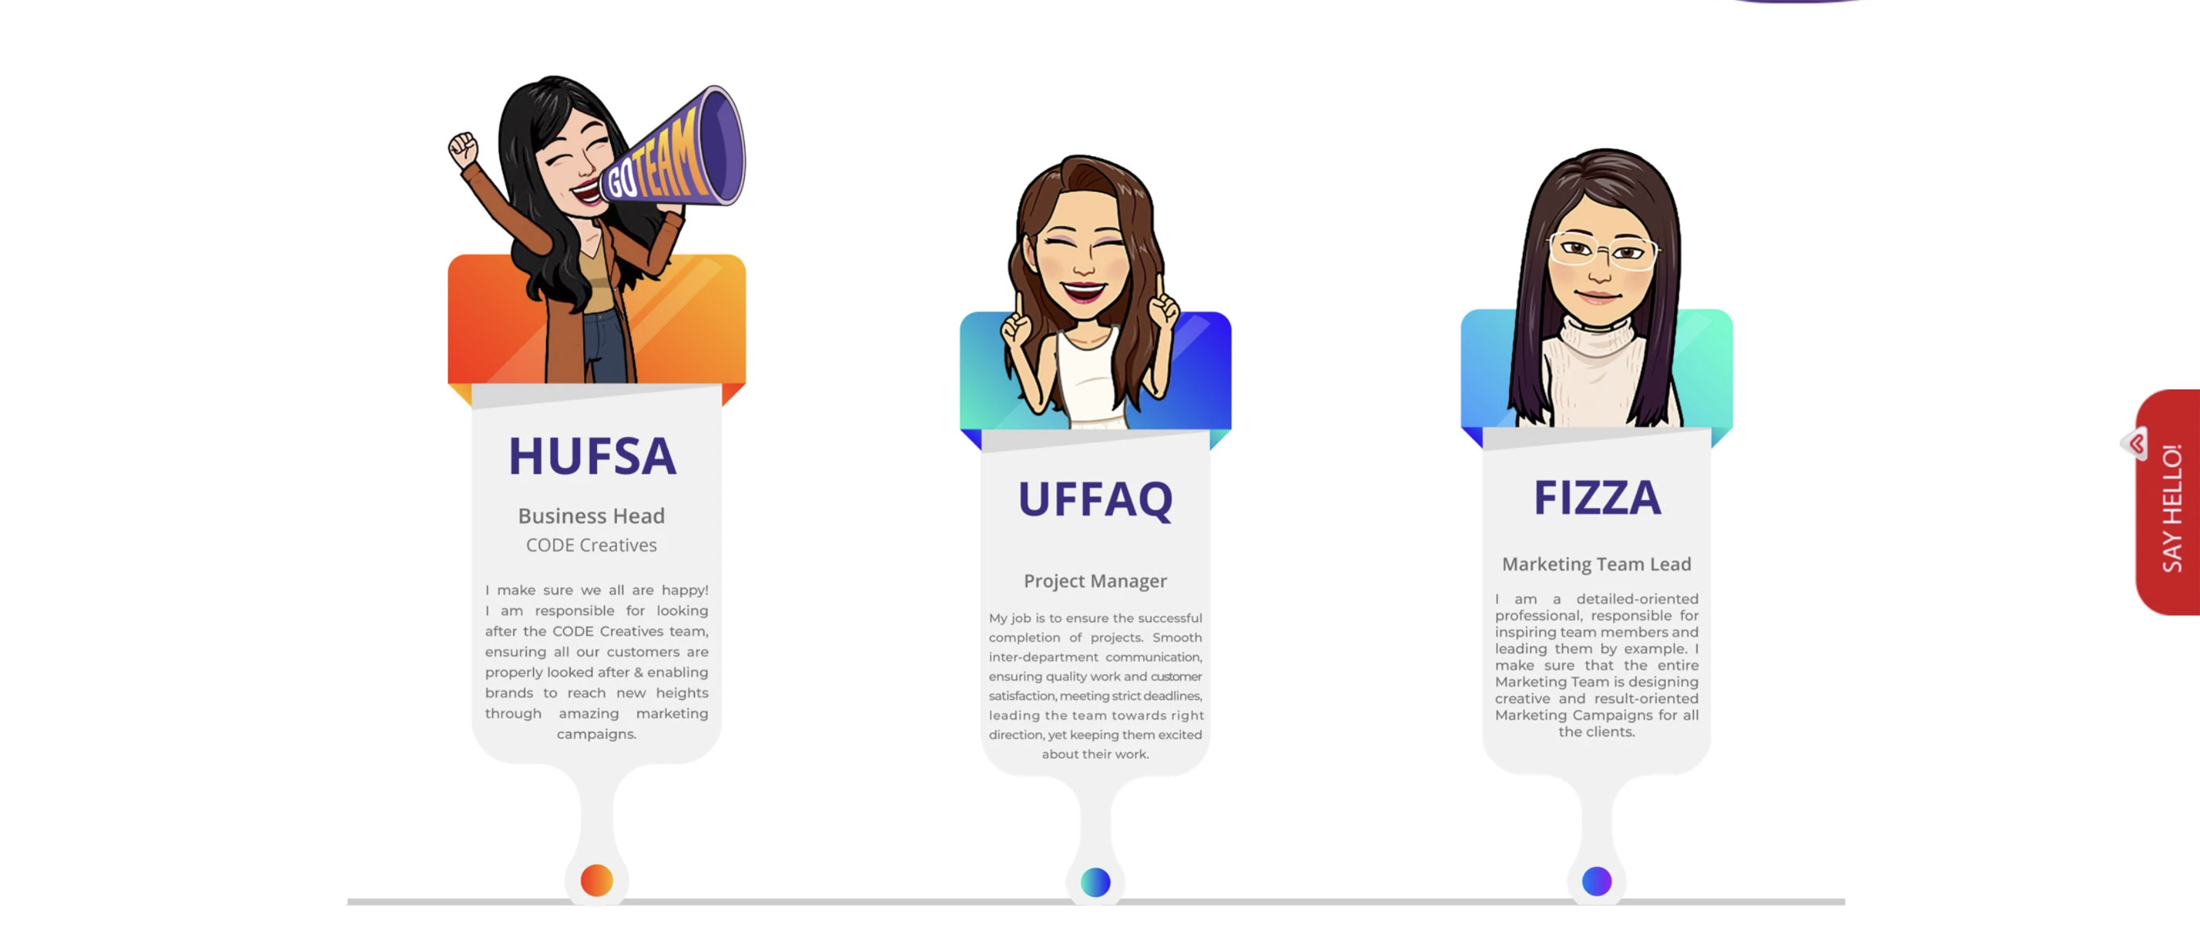 GO TEAM
HUFSA
Business Head
CODE Creatives
I make sure we all are happy!
I am responsible for looking
after the CODE Creatives team,
ensuring all our customers are
properly looked after & enabling
brands to reach new heights
through amazing marketing
campaigns.
UFFAQ
Project Manager
My job is to ensure the successful
completion of projects. Smooth
inter-department communication,
ensuring quality work and customer
satisfaction, meeting strict deadlines,
leading the team towards right
direction, yet keeping them excited
about their work.
FIZZA
Marketing Team Lead
I am a detailed-oriented
professional, responsible for
inspiring team members and
leading them by example. I
make sure that the entire
Marketing Team is designing
creative and result-oriented
Marketing Campaigns for all
the clients.
SAY HELLO!